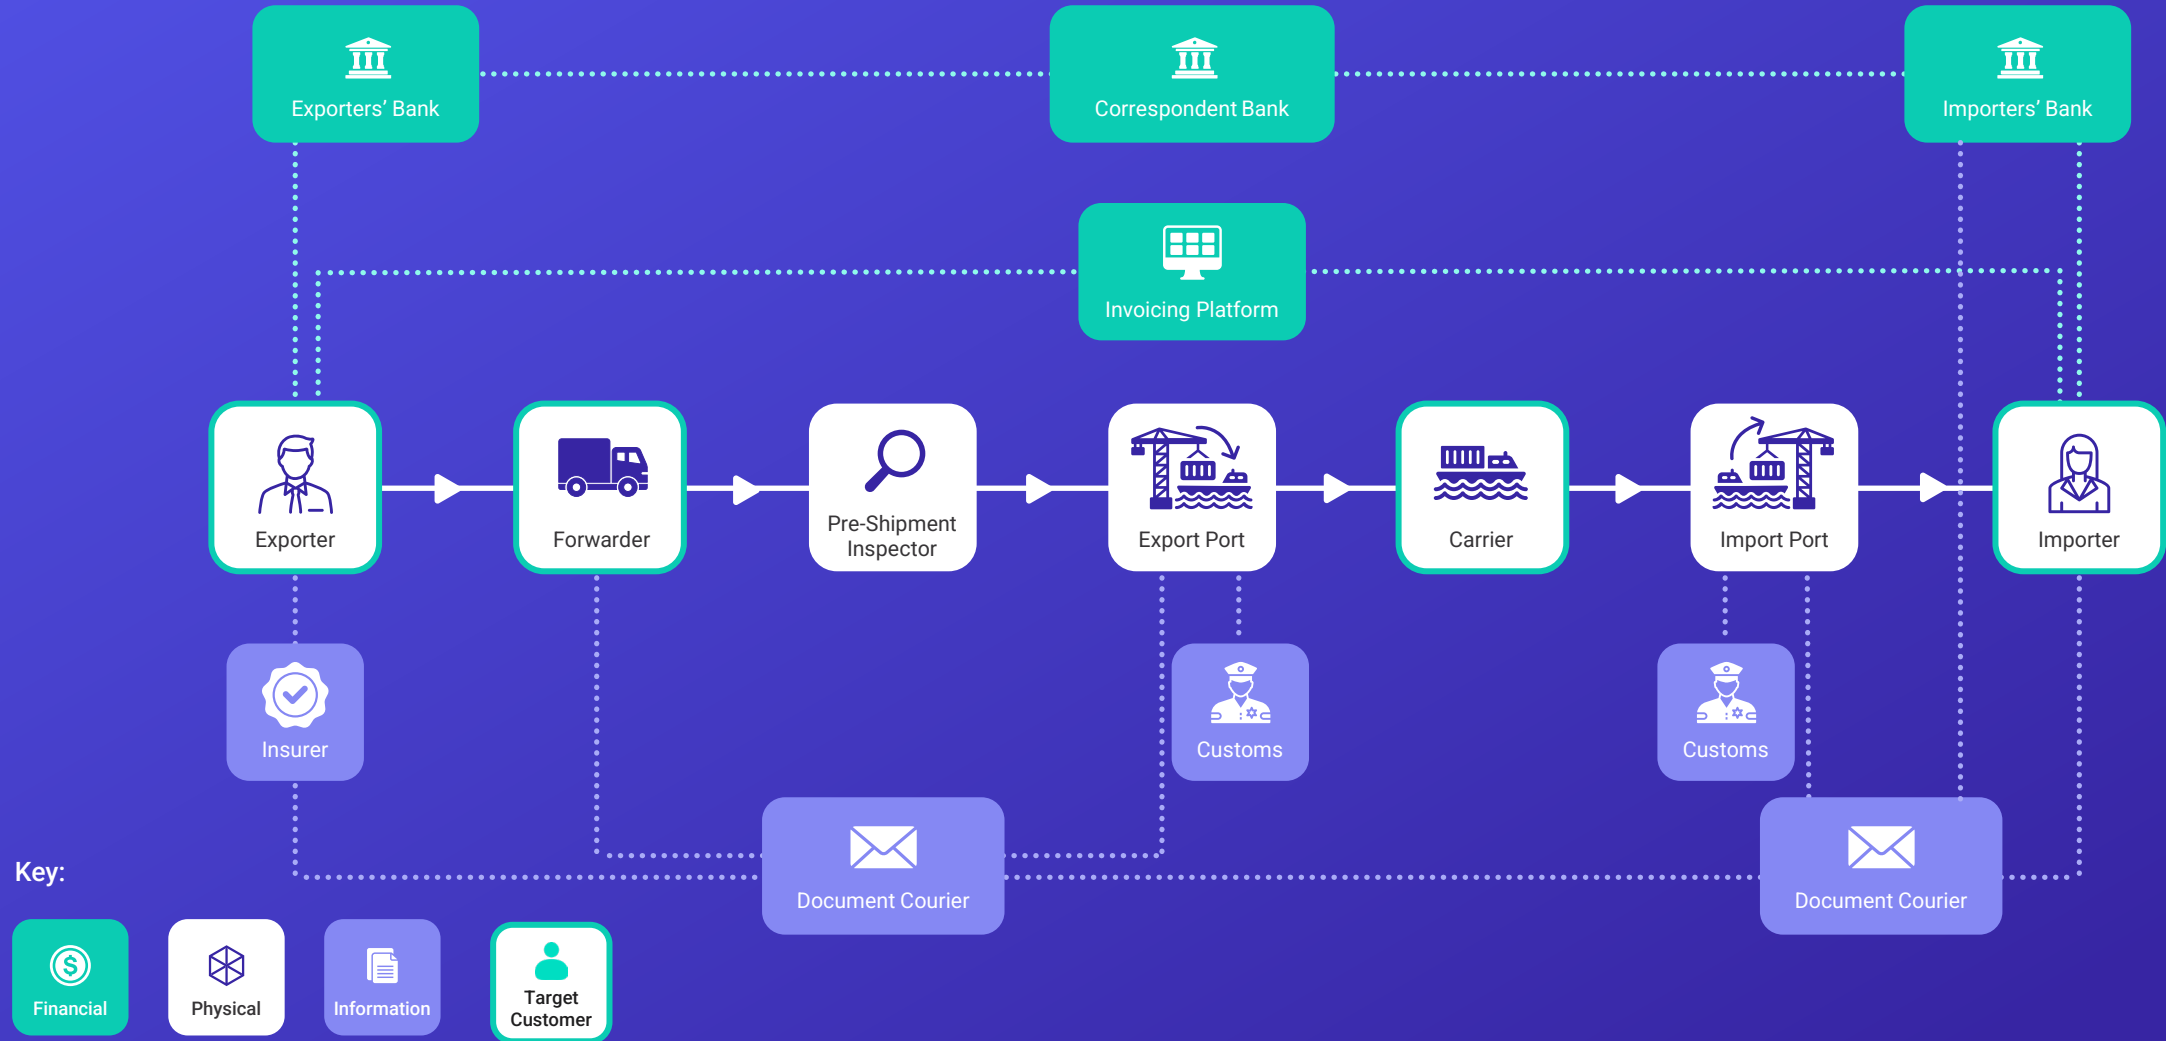 Exporters’ Bank
Correspondent Bank
Importers’ Bank
Invoicing Platform
Exporter
Forwarder
Pre-Shipment
Inspector
Export Port
Carrier
Import Port
Importer
Insurer
Customs
Customs
Document Courier
Document Courier
Key:
Financial
Physical
Information
Target
Customer